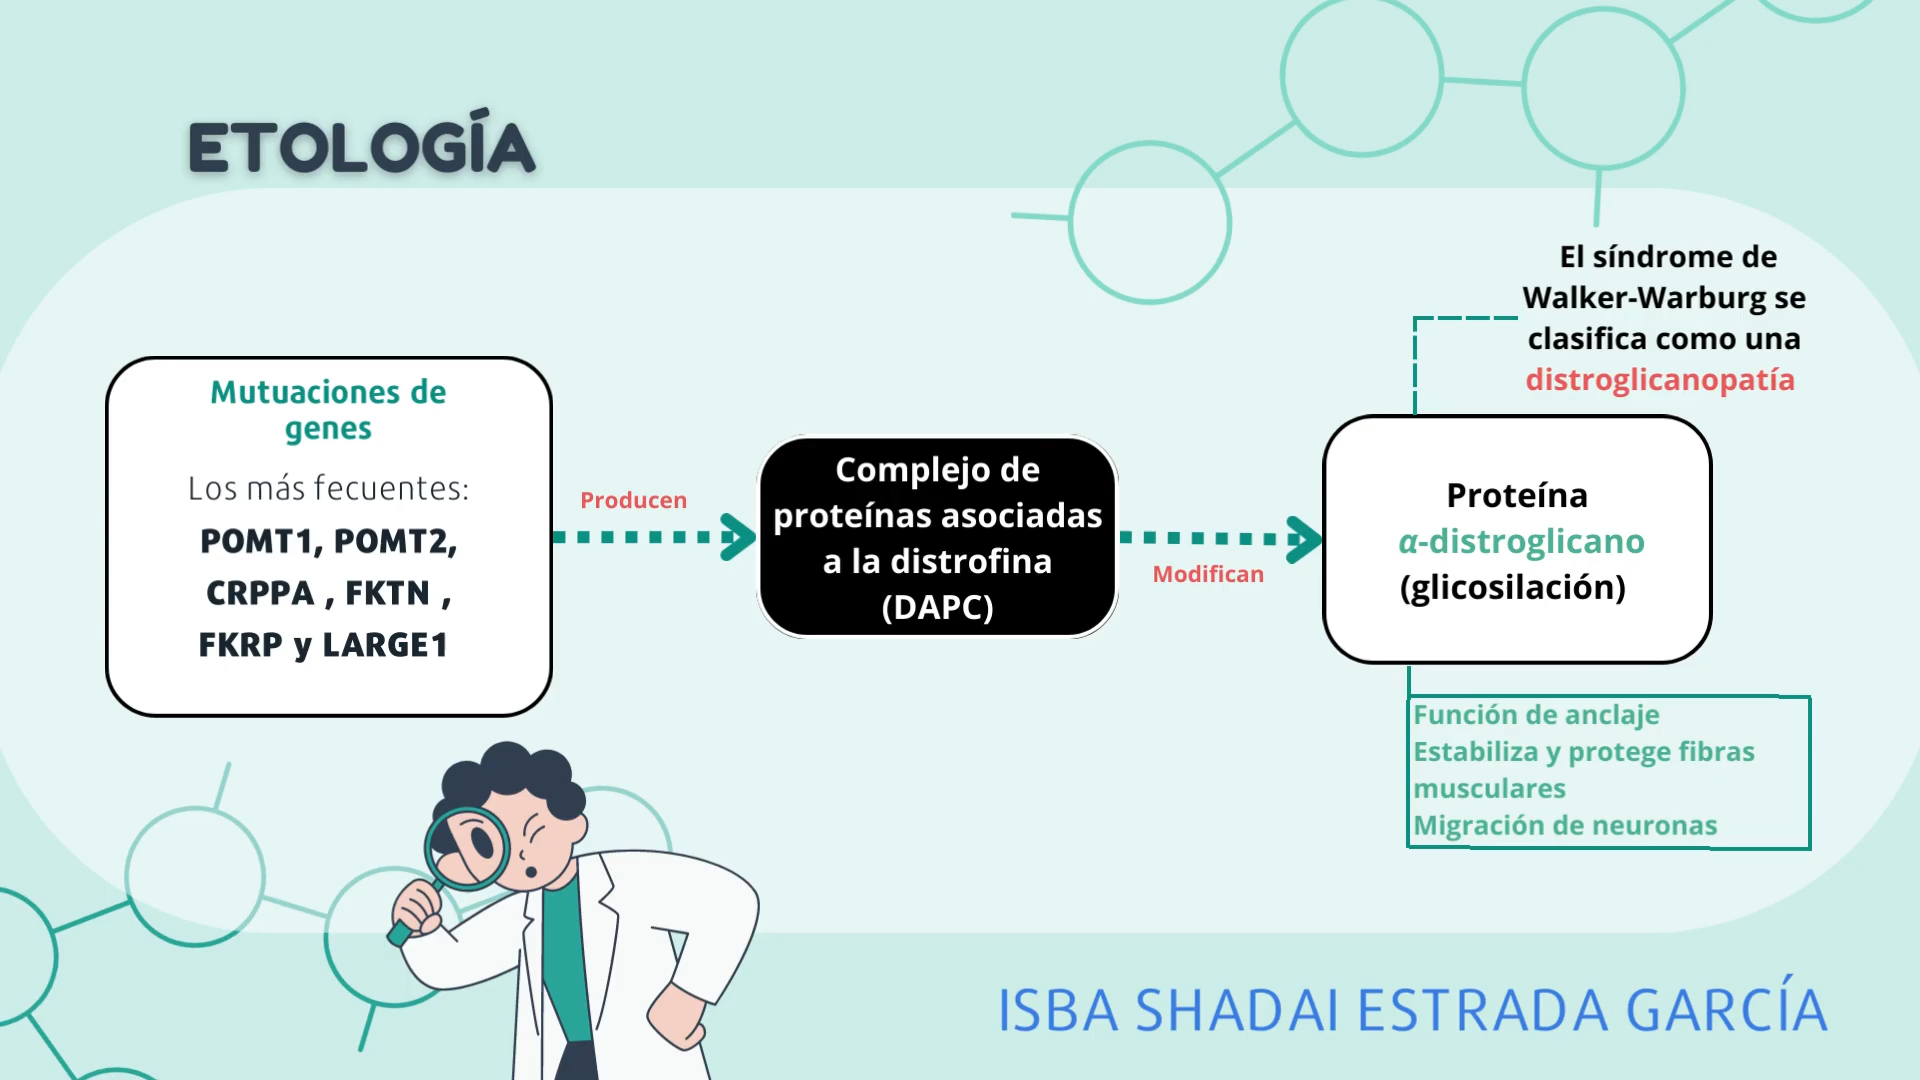 ETOLOGÍA
Mutuaciones de
genes
Los más fecuentes:
POMT1, POMT2,
CRPPA , FKTN ,
FKRP y LARGE1
Producen
Complejo de
proteínas asociadas
a la distrofina
(DAPC)
Modifican
El síndrome de
Walker-Warburg se
clasifica como una
distroglicanopatía
Proteína
α-distroglicano
(glicosilación)
Función de anclaje
Estabiliza y protege fibras
musculares
Migración de neuronas
ISBA SHADAI ESTRADA GARCÍA